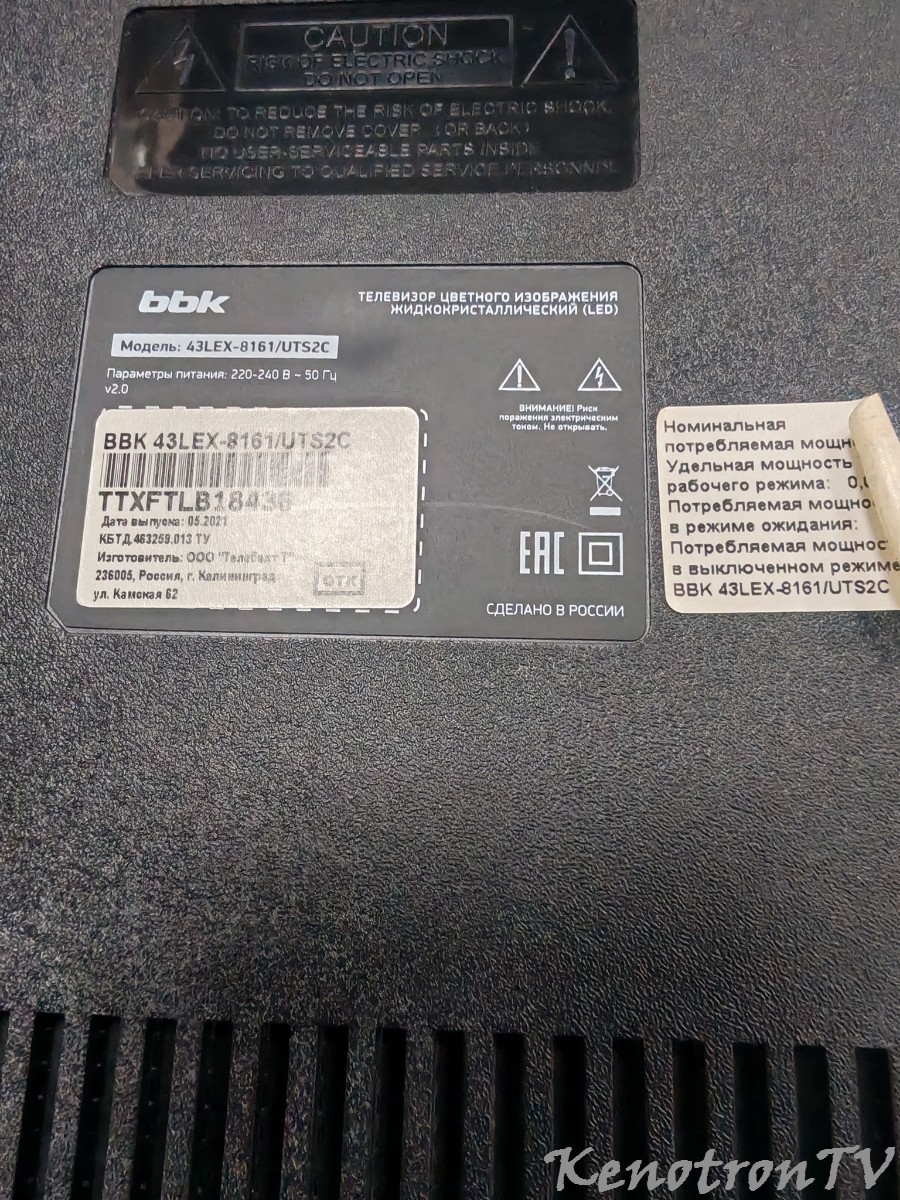 CAUTION
RISK OF ELECTRIC SHOCK
DO NOT OPEN
CAUTION: TO REDUCE THE RISK OF ELECTRIC SHOCK,
DO NOT REMOVE COVER (OR BACK)
NO USER-SERVICEABLE PARTS INSIDE
SERVICING TO QUALIFIED SERVICE PERSONNEL
bbk
ТЕЛЕВИЗОР ЦВЕТНОГО ИЗОБРАЖЕНИЯ
ЖИДКОКРИСТАЛЛИЧЕСКИЙ (LED)
Модель: 43LEX-8161/UTS2C
Параметры питания: 220-240 В ~ 50 Гц
v2.0
ВНИМАНИЕ! Риск
поражения электрическим
током. Не открывать.
BBK 43LEX-8161/UTS2C
TTXFTLB18436
Дата выпуска: 05.2021
КБТД.463259.013 ТУ
Изготовитель: ООО "Телебалт Т"
236005, Россия, г. Калининград
ул. Камская 62
ОТК
EAC
СДЕЛАНО В РОССИИ
Номинальная
потребляемая
Удельная мощность
рабочего режима: 0,
Потребляемая
в режиме ожидания:
Потребляемая
в выключенном режиме
BBK 43LEX-8161/UTS2C
KenotronTV